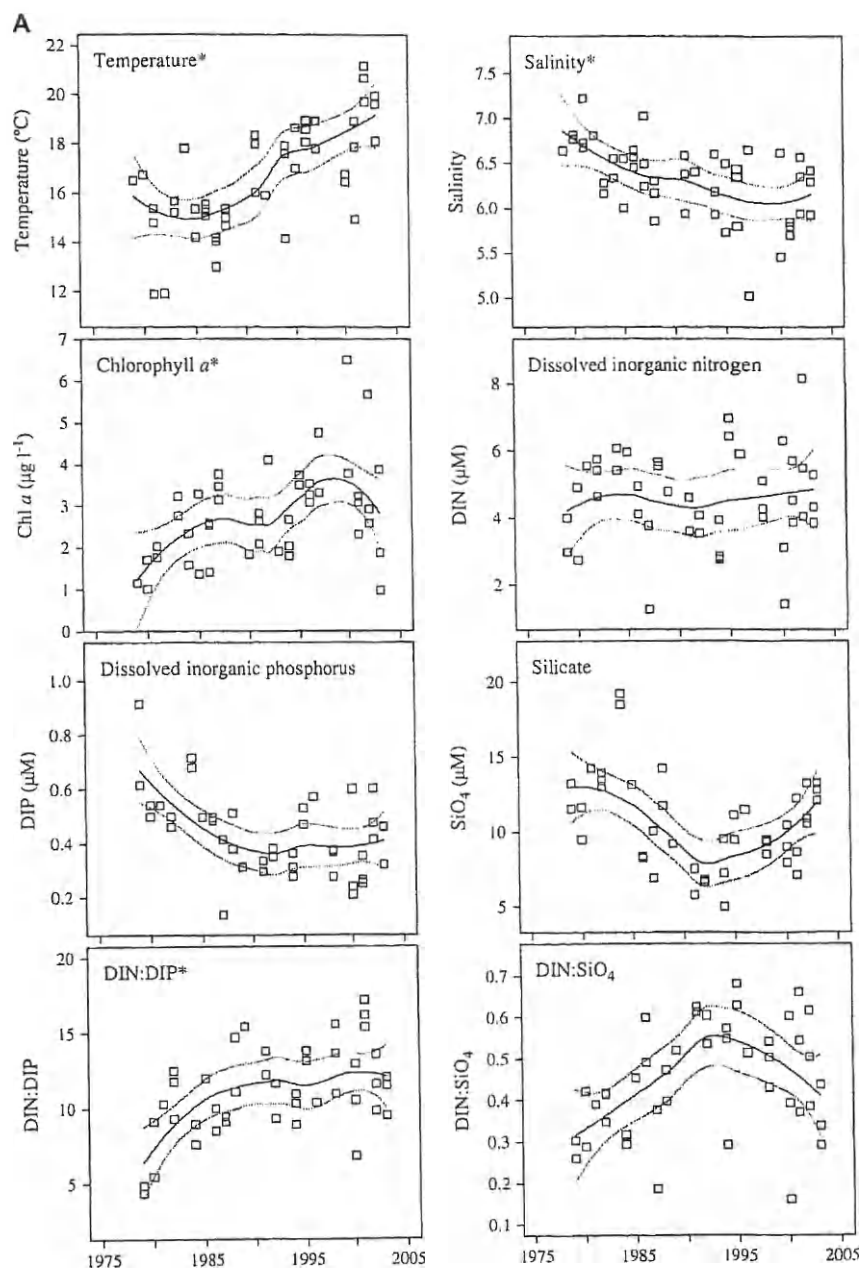 A
Temperature*
Temperature (°C)
22
20
18
16
14
12
Salinity*
Salinity
7.5
7.0
6.5
6.0
5.5
5.0
Chlorophyll a*
Chl a (µg l⁻¹)
7
6
5
4
3
2
1
0
Dissolved inorganic nitrogen
DIN (µM)
8
6
4
2
Dissolved inorganic phosphorus
DIP (µM)
1.0
0.8
0.6
0.4
0.2
Silicate
SiO₄ (µM)
20
15
10
5
DIN:DIP*
DIN:DIP
20
15
10
5
1975 1985 1995 2005
DIN:SiO₄
DIN:SiO₄
0.7
0.6
0.5
0.4
0.3
0.2
0.1
1975 1985 1995 2005